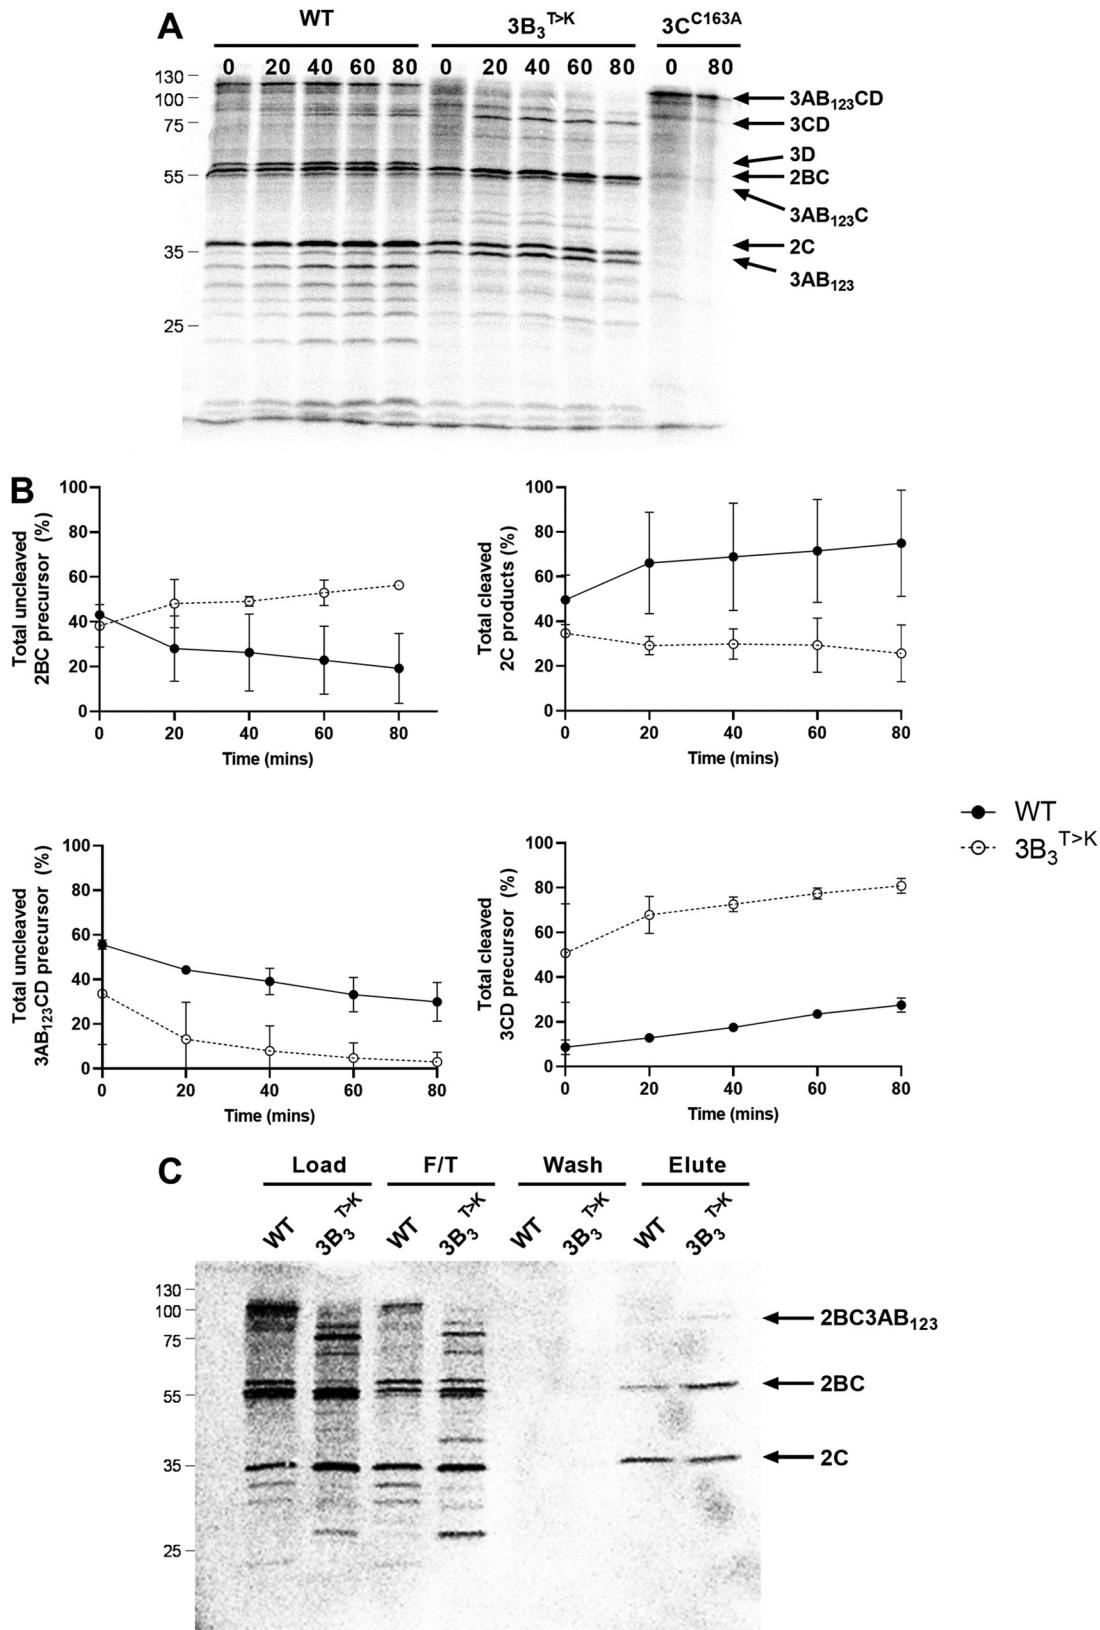 A
WT
3B3T>K
3CC163A
0 20 40 60 80 0 20 40 60 80 0 80
130
100
75
55
35
25
3AB123CD
3CD
3D
2BC
3AB123C
2C
3AB123
B
Total uncleaved
2BC precursor (%)
100
80
60
40
20
0
0 20 40 60 80
Time (mins)
Total cleaved
2C products (%)
100
80
60
40
20
0
0 20 40 60 80
Time (mins)
Total uncleaved
3AB123CD precursor (%)
100
80
60
40
20
0
0 20 40 60 80
Time (mins)
Total cleaved
3CD precursor (%)
100
80
60
40
20
0
0 20 40 60 80
Time (mins)
WT
3B3T>K
C
Load F/T Wash Elute
WT 3B3T>K WT 3B3T>K WT 3B3T>K WT 3B3T>K
130
100
75
55
35
25
2BC3AB123
2BC
2C